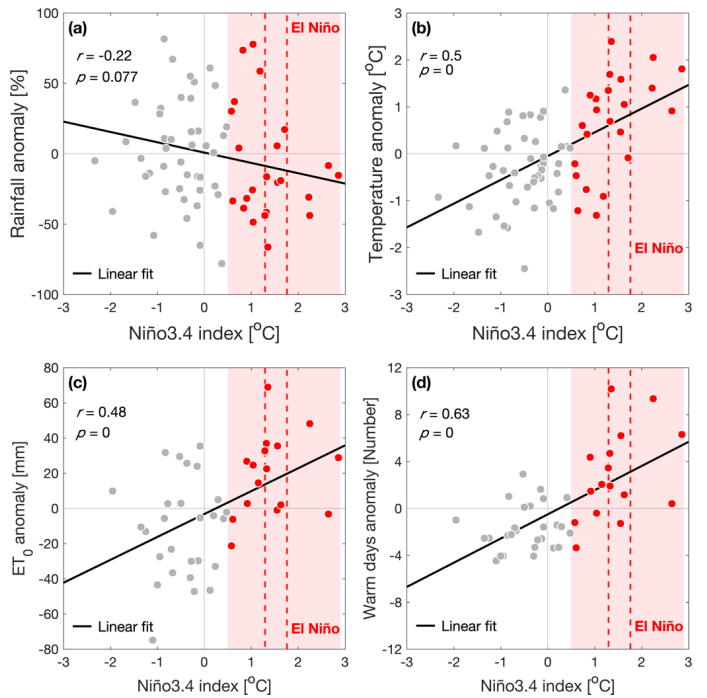 (a)
El Niño
r = -0.22
p = 0.077
100
50
0
-50
-100
Rainfall anomaly [%]
Linear fit
-3 -2 -1 0 1 2 3
Niño3.4 index [°C]
(b)
r = 0.5
p = 0
3
2
1
0
-1
-2
-3
Temperature anomaly [°C]
El Niño
Linear fit
-3 -2 -1 0 1 2 3
Niño3.4 index [°C]
(c)
r = 0.48
p = 0
80
60
40
20
0
-20
-40
-60
-80
ET0 anomaly [mm]
El Niño
Linear fit
-3 -2 -1 0 1 2 3
Niño3.4 index [°C]
(d)
r = 0.63
p = 0
12
8
4
0
-4
-8
-12
Warm days anomaly [Number]
El Niño
Linear fit
-3 -2 -1 0 1 2 3
Niño3.4 index [°C]